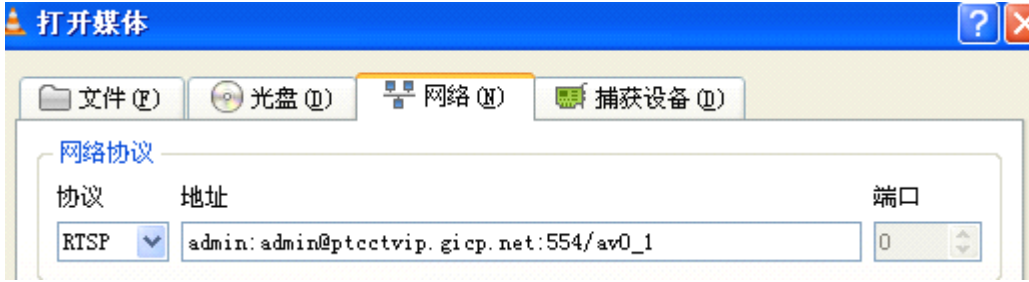 打开媒体
文件(F) 光盘(D) 网络(N) 捕获设备(D)
网络协议
协议 地址 端口
RTSP admin:admin@ptcctvip.gicp.net:554/av0_1 0